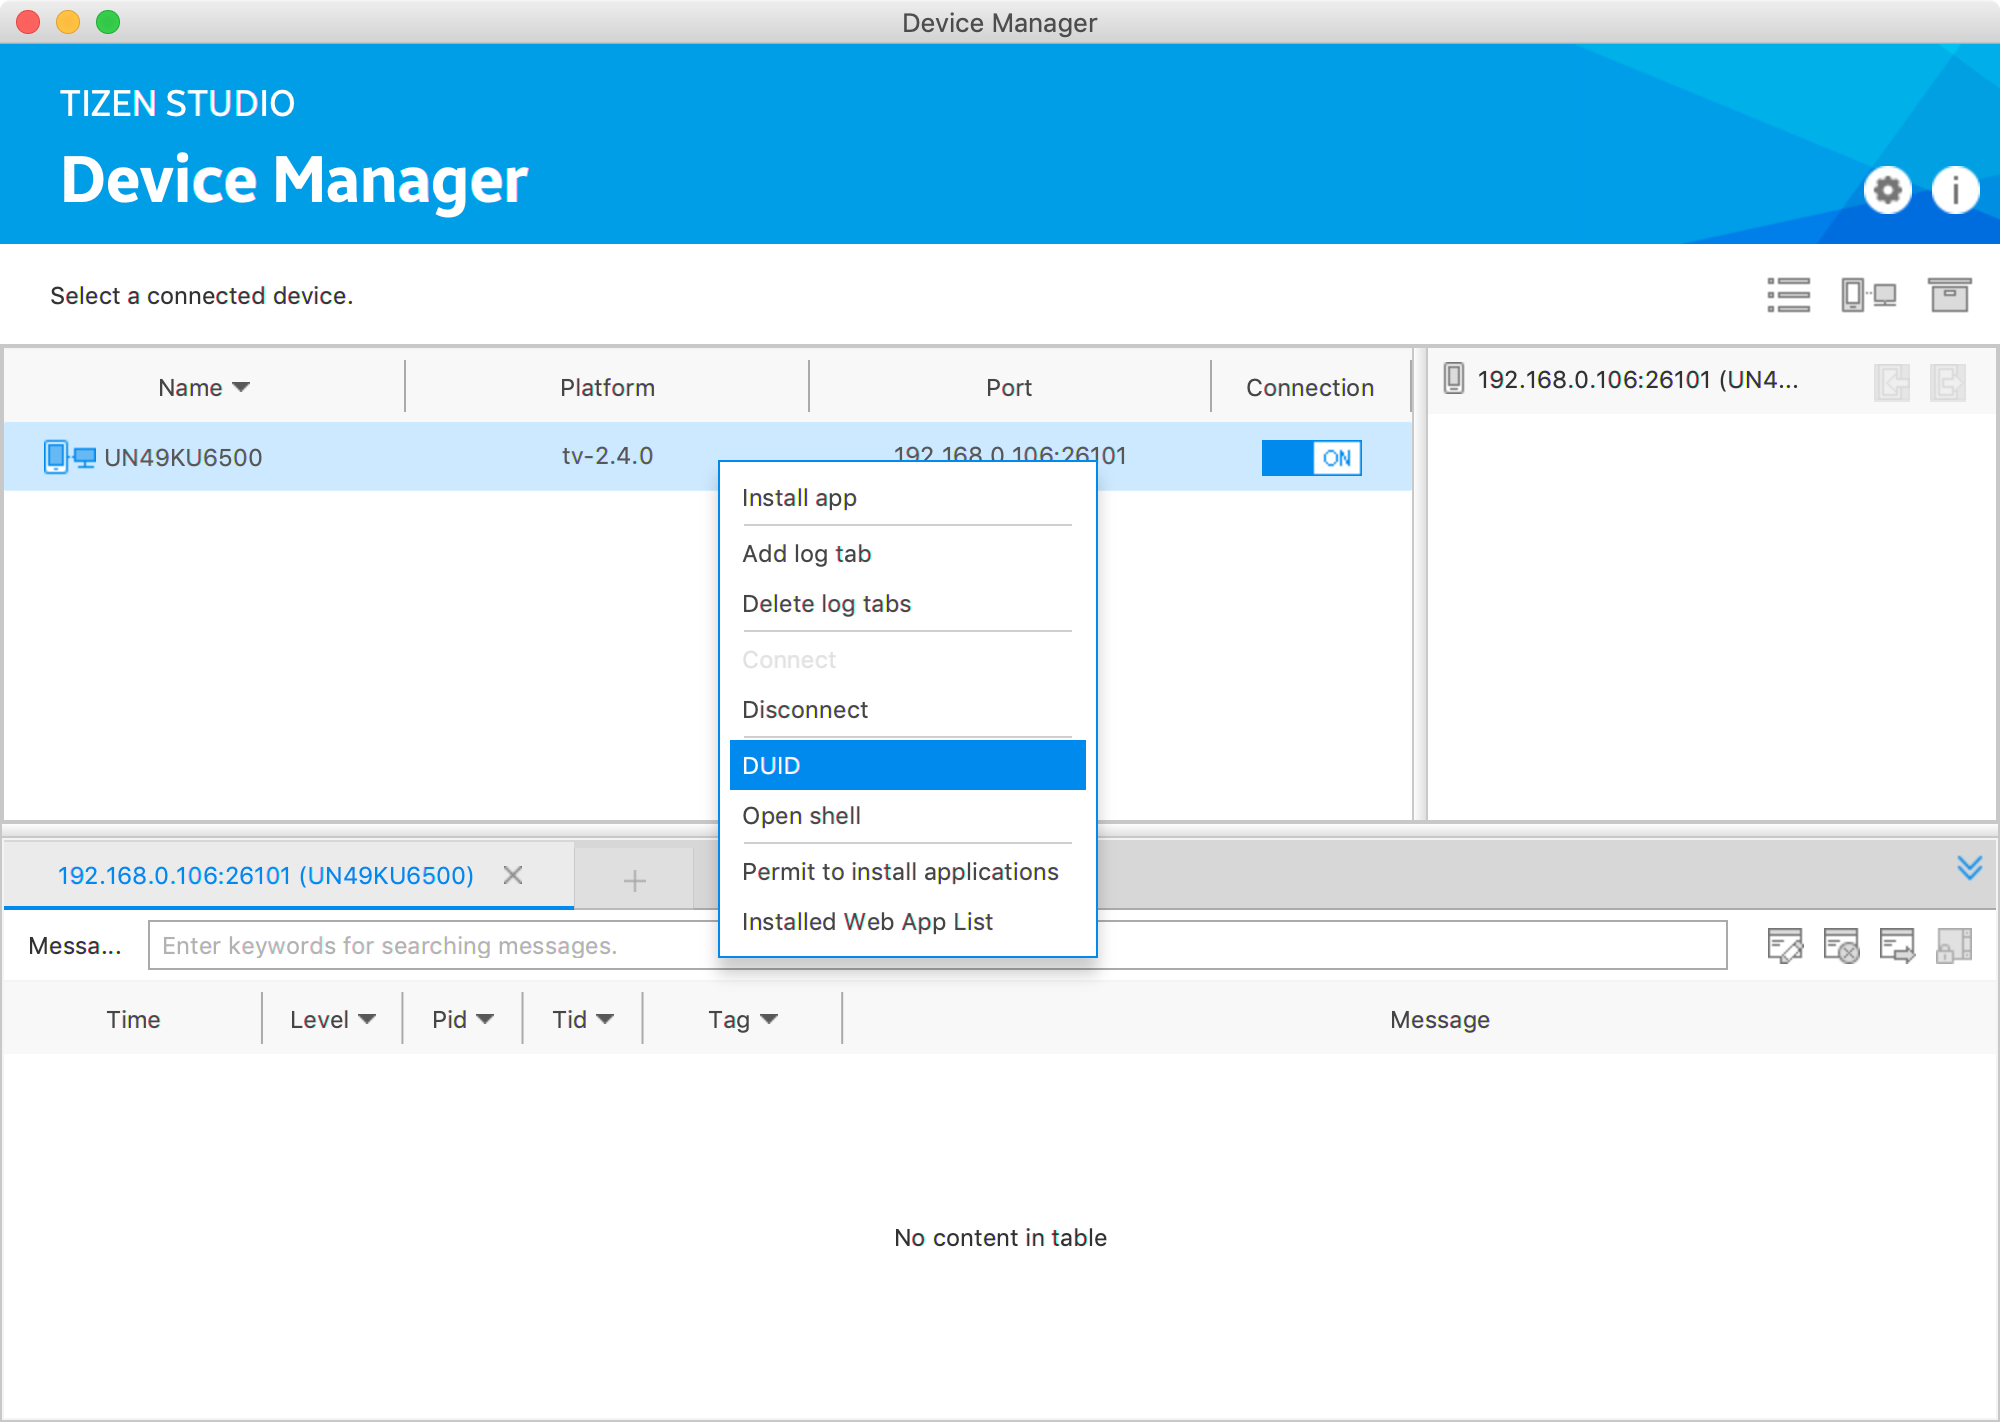 Device Manager
TIZEN STUDIO
Device Manager
Select a connected device.
Name Platform Port Connection
192.168.0.106:26101 (UN4...
UN49KU6500 tv-2.4.0 192.168.0.106:26101 ON
Install app
Add log tab
Delete log tabs
Connect
Disconnect
DUID
Open shell
Permit to install applications
Installed Web App List
192.168.0.106:26101 (UN49KU6500)
Messa... Enter keywords for searching messages.
Time Level Pid Tid Tag Message
No content in table